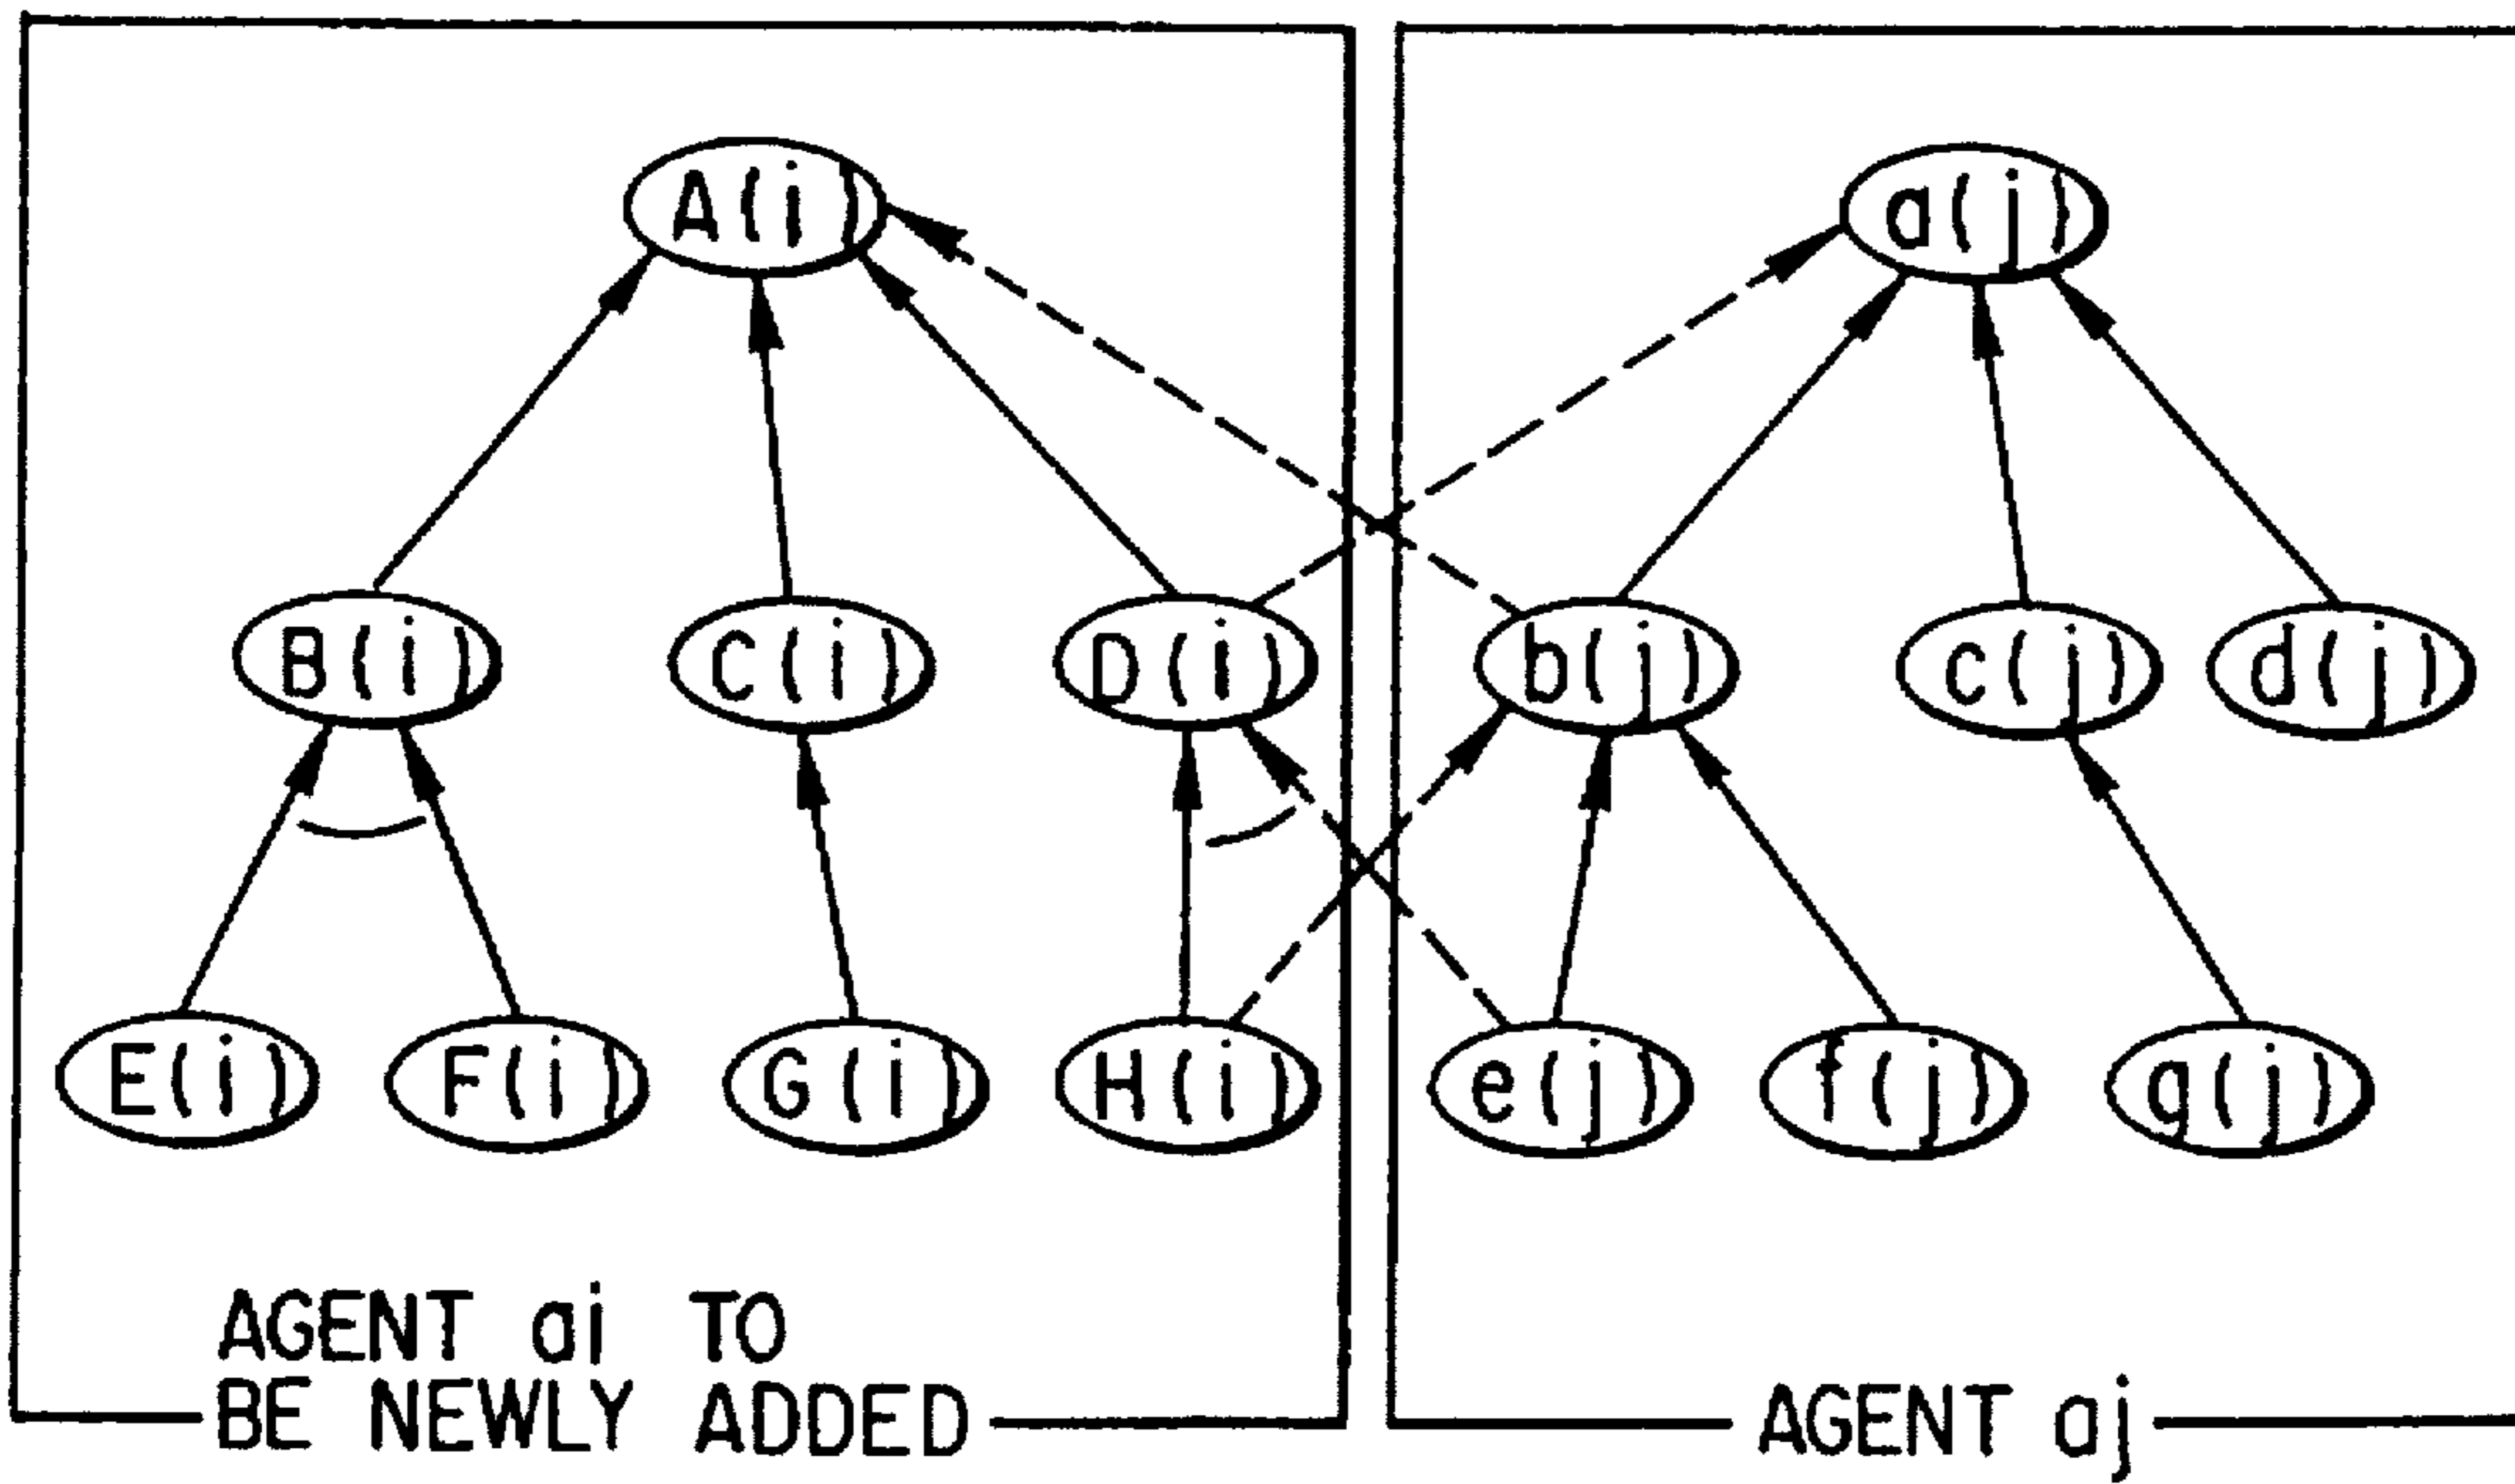 A(i) a(j)
B(i) C(i) D(i) b(j) c(j) d(j)
E(i) F(i) G(i) H(i) e(j) f(j) g(j)
AGENT ai TO
BE NEWLY ADDED
AGENT aj